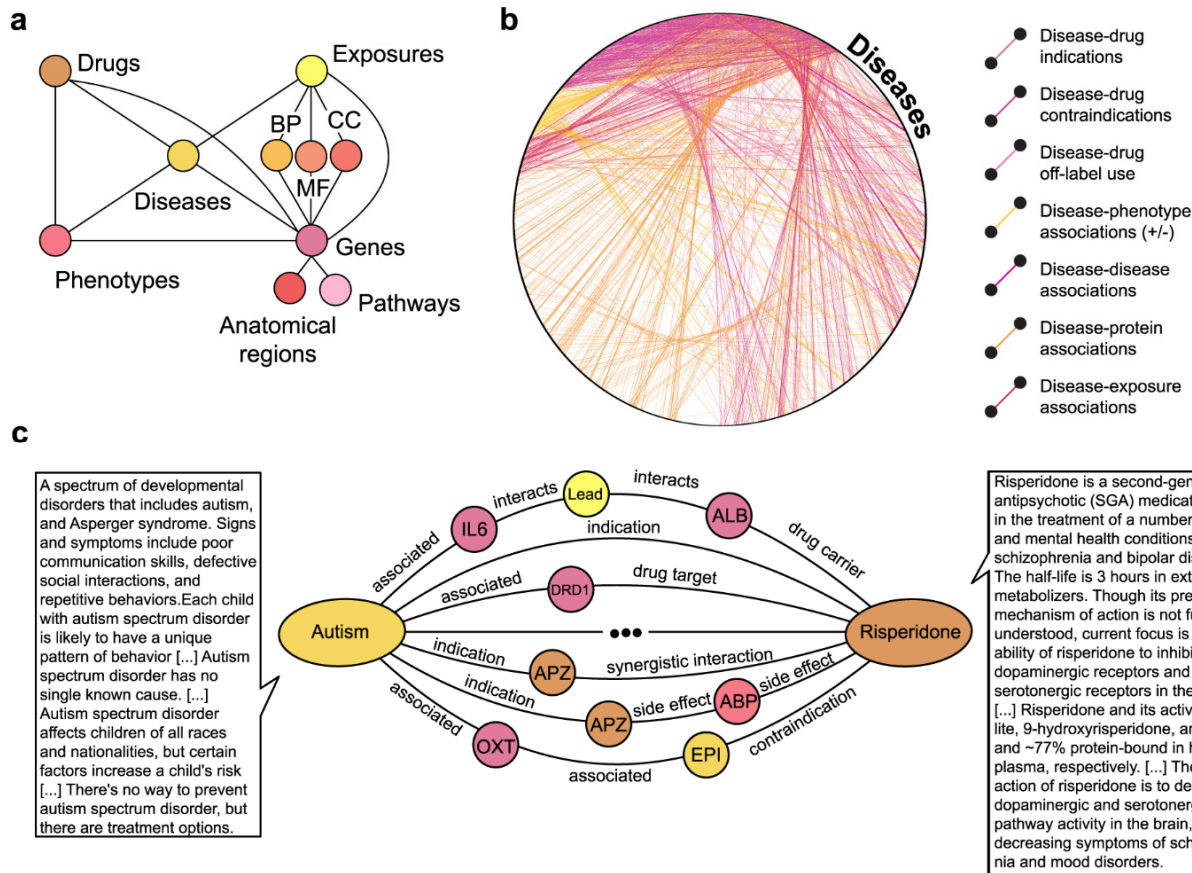 a
Drugs
Exposures
BP
CC
MF
Diseases
Genes
Phenotypes
Pathways
Anatomical
regions
b
Diseases
Disease-drug
indications
Disease-drug
contraindications
Disease-drug
off-label use
Disease-phenotype
associations (+/-)
Disease-disease
associations
Disease-protein
associations
Disease-exposure
associations
c
A spectrum of developmental
disorders that includes autism,
and Asperger syndrome. Signs
and symptoms include poor
communication skills, defective
social interactions, and
repetitive behaviors.Each child
with autism spectrum disorder
is likely to have a unique
pattern of behavior [...] Autism
spectrum disorder has no
single known cause. [...]
Autism spectrum disorder
affects children of all races
and nationalities, but certain
factors increase a child's risk
[...] There's no way to prevent
autism spectrum disorder, but
there are treatment options.
Autism
associated
IL6
interacts
Lead
interacts
ALB
drug carrier
indication
associated
DRD1
drug target
indication
APZ
synergistic interaction
indication
APZ
side effect
ABP
side effect
associated
OXT
associated
EPI
contraindication
Risperidone
Risperidone is a second-gen
antipsychotic (SGA) medicat
in the treatment of a number
and mental health conditions
schizophrenia and bipolar dis
The half-life is 3 hours in ext
metabolizers. Though its pre
mechanism of action is not fu
understood, current focus is
ability of risperidone to inhibi
dopaminergic receptors and
serotonergic receptors in the
[...] Risperidone and its activ
lite, 9-hydroxyrisperidone, ar
and ~77% protein-bound in h
plasma, respectively. [...] The
action of risperidone is to de
dopaminergic and serotonerg
pathway activity in the brain,
decreasing symptoms of sch
nia and mood disorders.